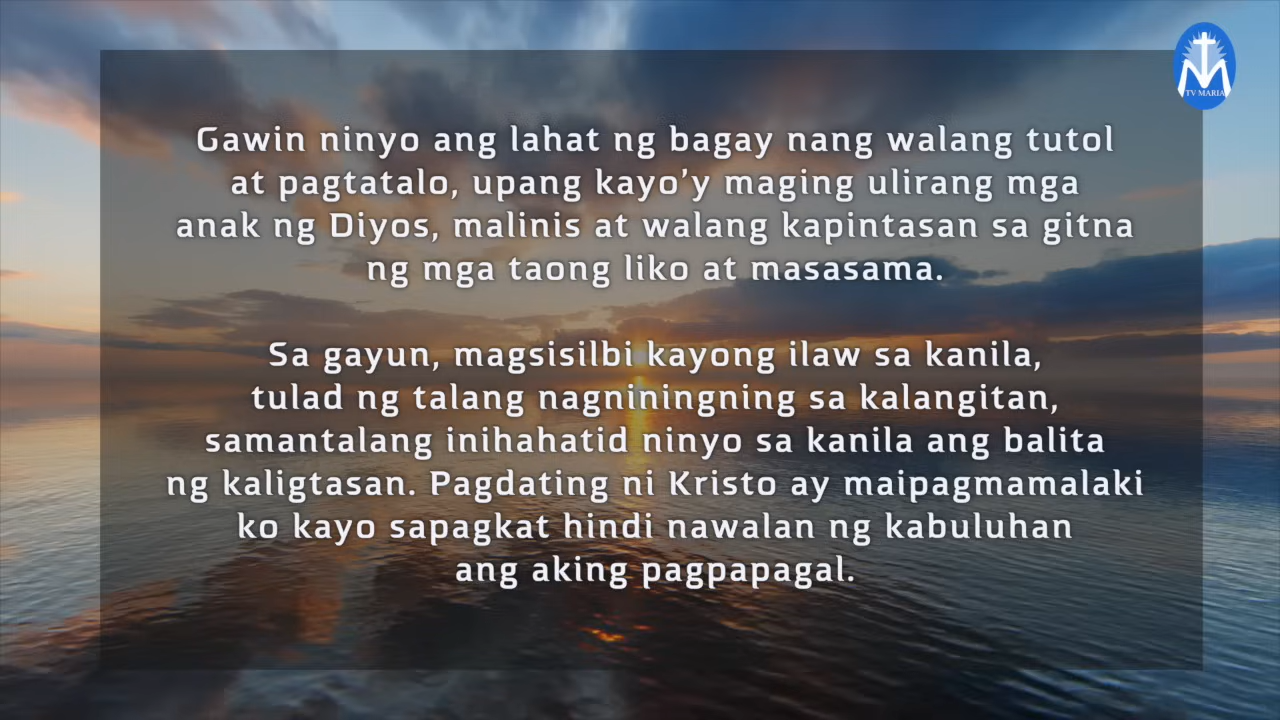 TV MARIA
Gawin ninyo ang lahat ng bagay nang walang tutol
at pagtatalo, upang kayo’y maging ulirang mga
anak ng Diyos, malinis at walang kapintasan sa gitna
ng mga taong liko at masasama.
Sa gayun, magsisilbi kayong ilaw sa kanila,
tulad ng talang nagniningning sa kalangitan,
samantalang inihahatid ninyo sa kanila ang balita
ng kaligtasan. Pagdating ni Kristo ay maipagmamalaki
ko kayo sapagkat hindi nawalan ng kabuluhan
ang aking pagpapagal.